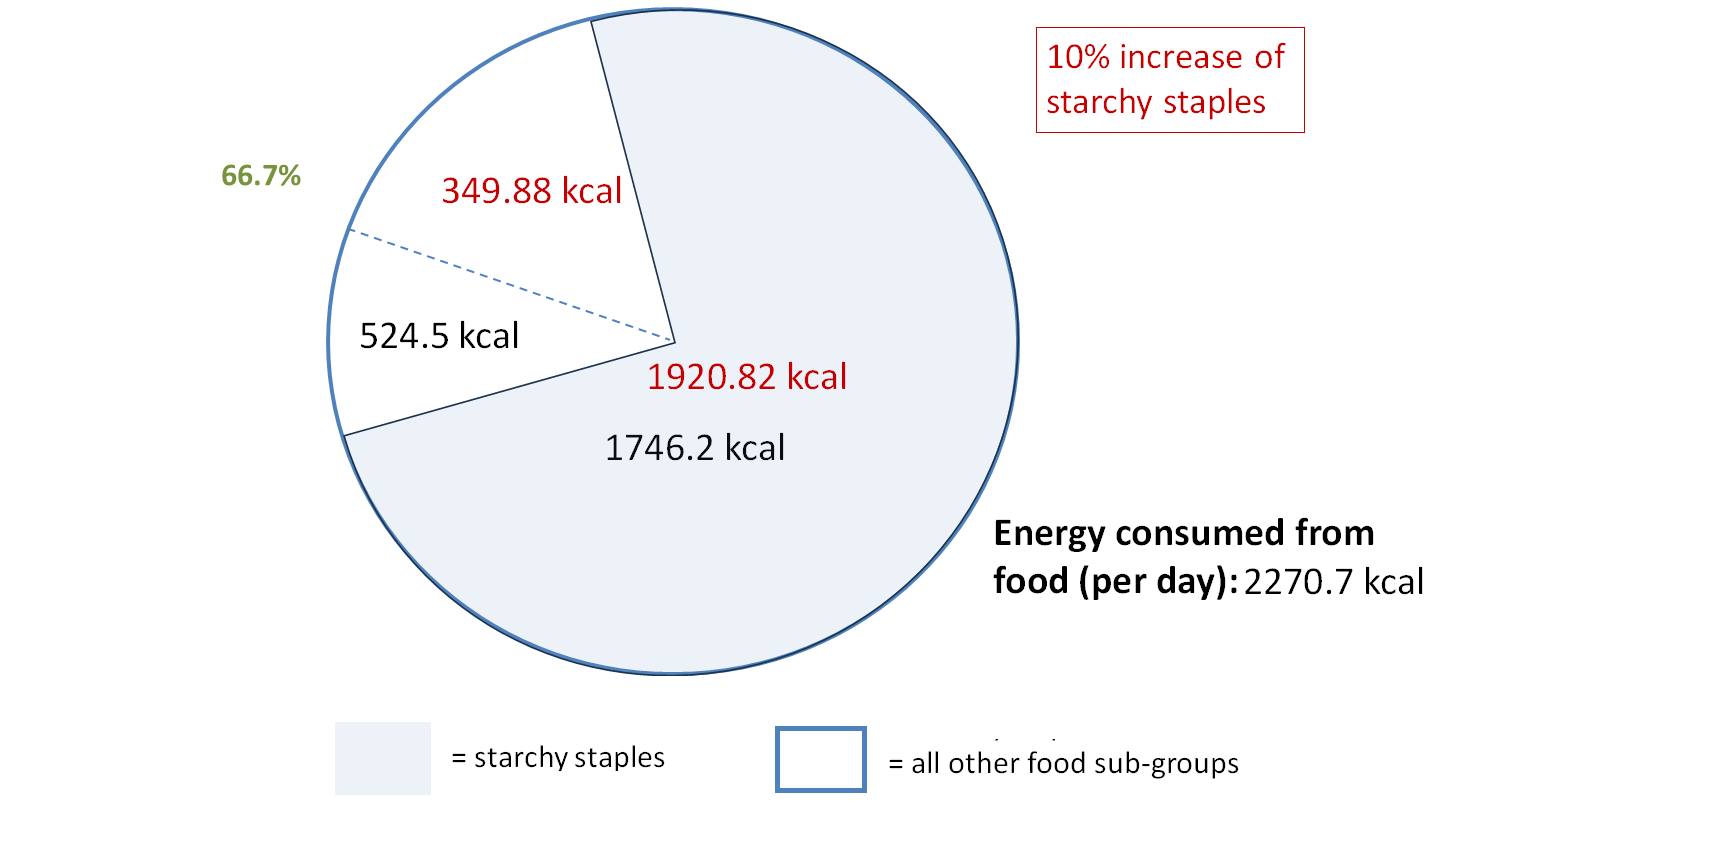 10% increase of
starchy staples
66.7%
349.88 kcal
524.5 kcal
1920.82 kcal
1746.2 kcal
Energy consumed from
food (per day): 2270.7 kcal
= starchy staples
= all other food sub-groups